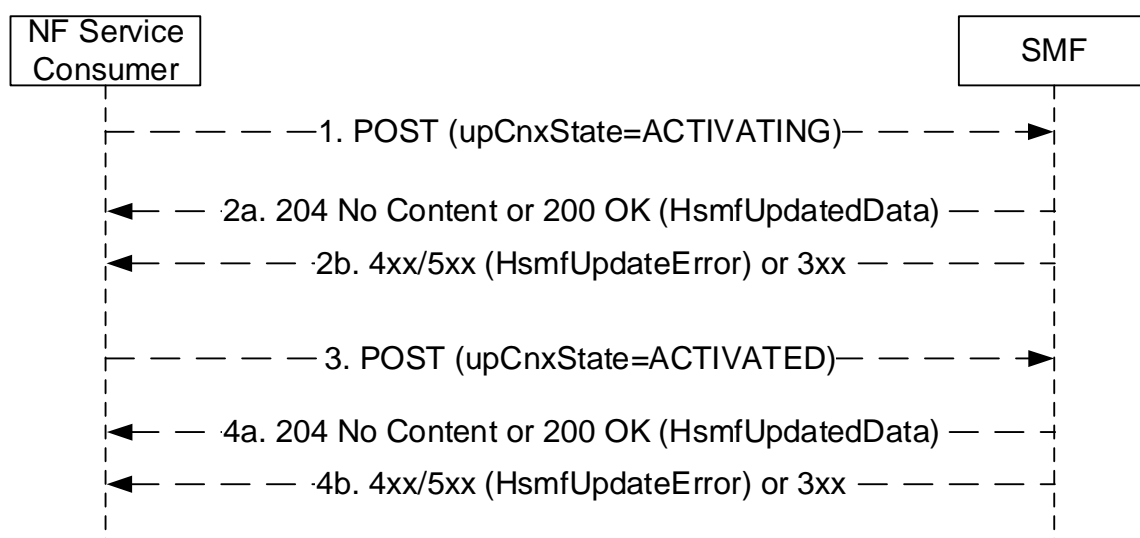 NF Service
Consumer
SMF
1. POST (upCnxState=ACTIVATING)
2a. 204 No Content or 200 OK (HsmfUpdatedData)
2b. 4xx/5xx (HsmfUpdateError) or 3xx
3. POST (upCnxState=ACTIVATED)
4a. 204 No Content or 200 OK (HsmfUpdatedData)
4b. 4xx/5xx (HsmfUpdateError) or 3xx